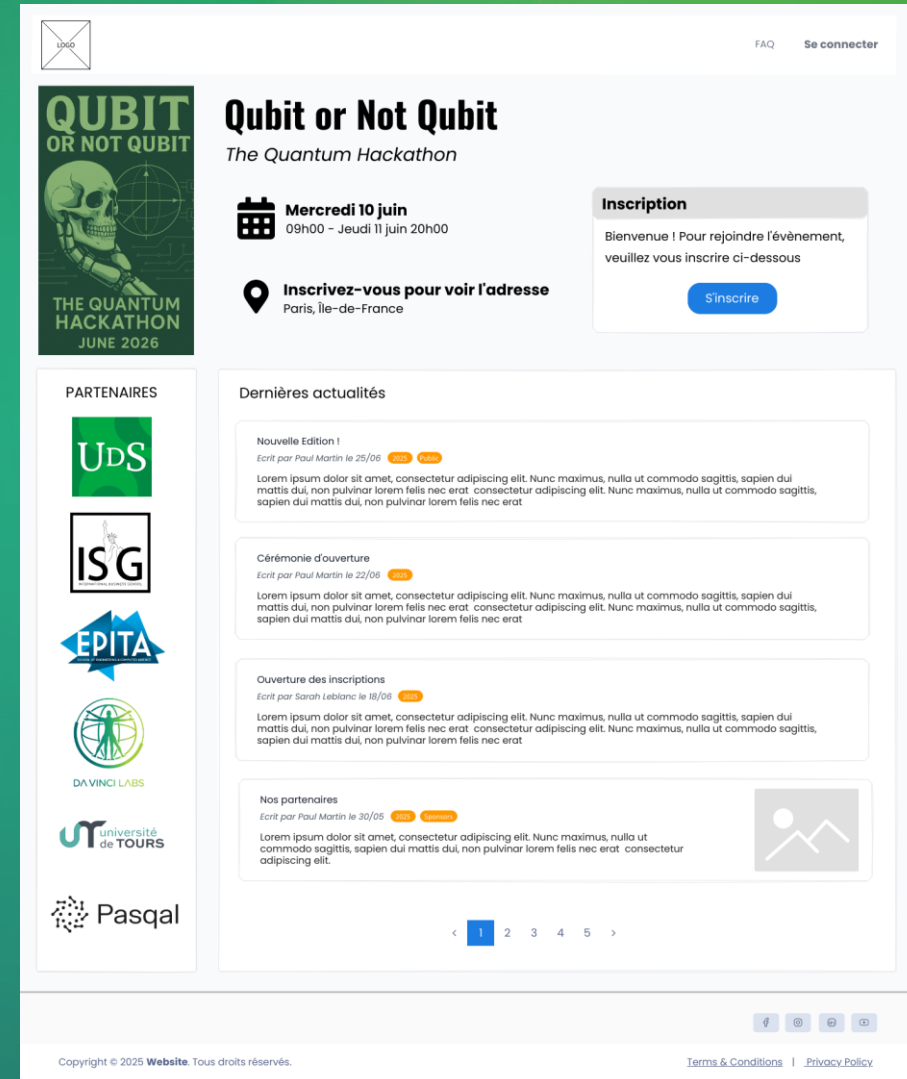 LOGO
FAQ
Se connecter
QUBIT
OR NOT QUBIT
THE QUANTUM
HACKATHON
JUNE 2026
Qubit or Not Qubit
The Quantum Hackathon
Mercredi 10 juin
09h00 - Jeudi 11 juin 20h00
Inscrivez-vous pour voir l'adresse
Paris, Île-de-France
Inscription
Bienvenue ! Pour rejoindre l'évènement,
veuillez vous inscrire ci-dessous
S'inscrire
PARTENAIRES
UDS
ISG
INTERNATIONAL BUSINESS SCHOOL
EPITA
SCHOOL OF ENGINEERING & COMPUTER SCIENCE
DA VINCI LABS
UT université
de TOURS
Pasqal
Dernières actualités
Nouvelle Edition !
Ecrit par Paul Martin le 25/06 2025 Public
Lorem ipsum dolor sit amet, consectetur adipiscing elit. Nunc maximus, nulla ut commodo sagittis, sapien dui
mattis dui, non pulvinar lorem felis nec erat consectetur adipiscing elit. Nunc maximus, nulla ut commodo sagittis,
sapien dui mattis dui, non pulvinar lorem felis nec erat
Cérémonie d'ouverture
Ecrit par Paul Martin le 22/06 2025
Lorem ipsum dolor sit amet, consectetur adipiscing elit. Nunc maximus, nulla ut commodo sagittis, sapien dui
mattis dui, non pulvinar lorem felis nec erat consectetur adipiscing elit. Nunc maximus, nulla ut commodo sagittis,
sapien dui mattis dui, non pulvinar lorem felis nec erat
Ouverture des inscriptions
Ecrit par Sarah Leblanc le 18/06 2025
Lorem ipsum dolor sit amet, consectetur adipiscing elit. Nunc maximus, nulla ut commodo sagittis, sapien dui
mattis dui, non pulvinar lorem felis nec erat consectetur adipiscing elit. Nunc maximus, nulla ut commodo sagittis,
sapien dui mattis dui, non pulvinar lorem felis nec erat
Nos partenaires
Ecrit par Paul Martin le 30/05 2025 Sponsors
Lorem ipsum dolor sit amet, consectetur adipiscing elit. Nunc maximus, nulla ut
commodo sagittis, sapien dui mattis dui, non pulvinar lorem felis nec erat consectetur
adipiscing elit.
< 1 2 3 4 5 >
Copyright © 2025 Website. Tous droits réservés.
Terms & Conditions | Privacy Policy